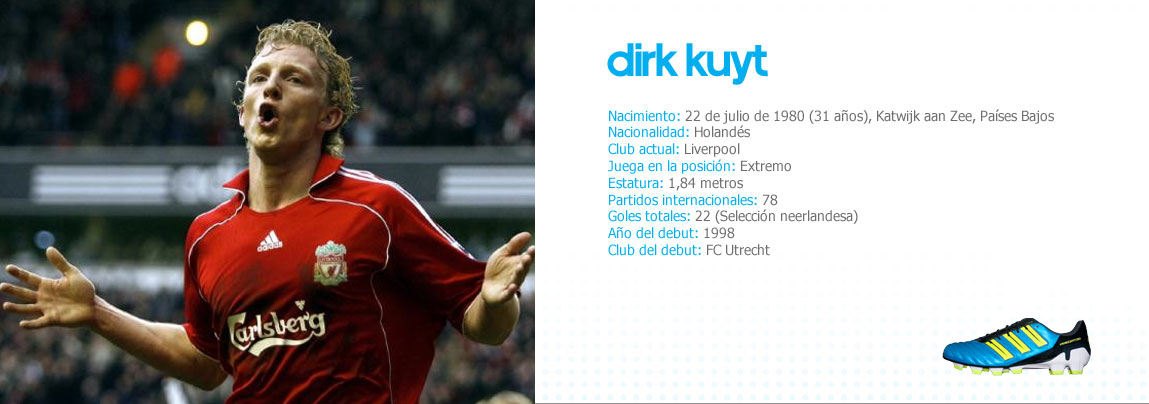 dirk kuyt
Nacimiento: 22 de julio de 1980 (31 años), Katwijk aan Zee, Países Bajos
Nacionalidad: Holandés
Club actual: Liverpool
Juega en la posición: Extremo
Estatura: 1,84 metros
Partidos internacionales: 78
Goles totales: 22 (Selección neerlandesa)
Año del debut: 1998
Club del debut: FC Utrecht
adidas
Carlsberg